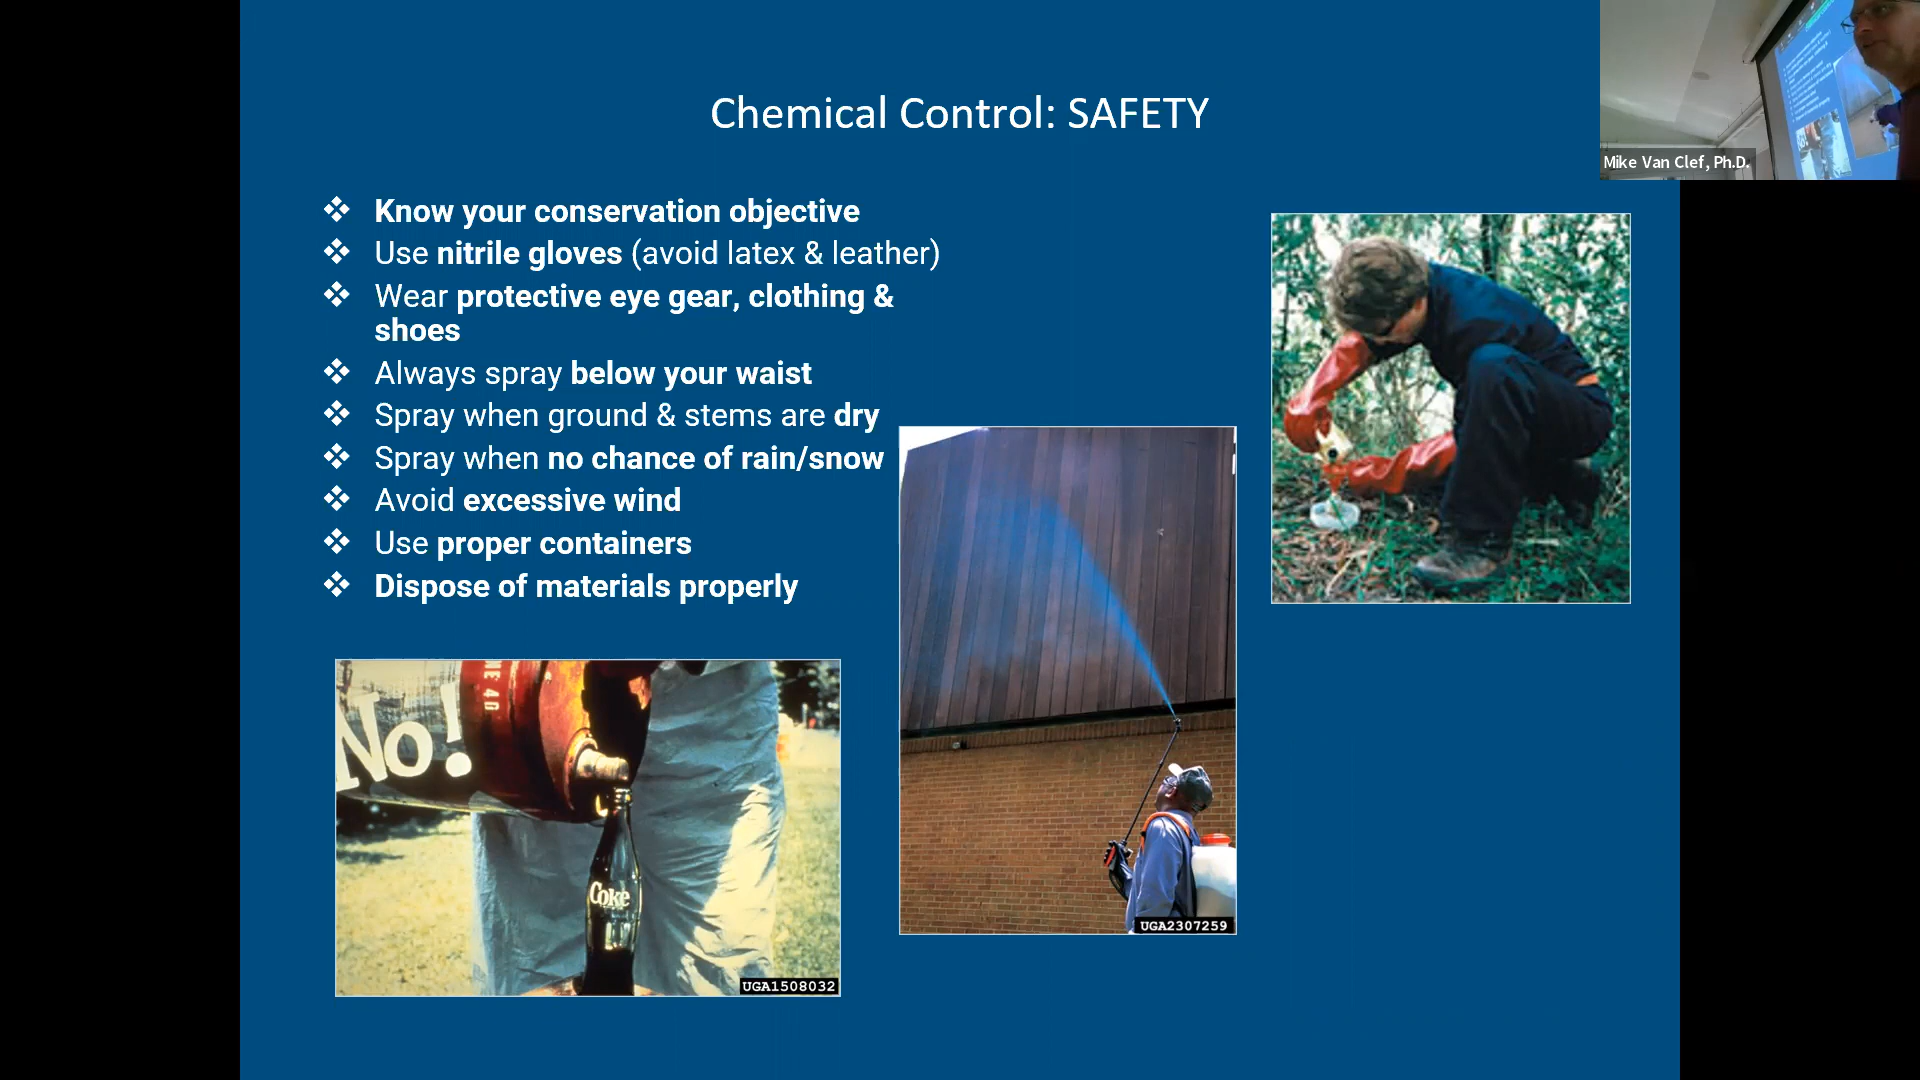 Chemical Control: SAFETY
Mike Van Clef, Ph.D.
❖ Know your conservation objective
❖ Use nitrile gloves (avoid latex & leather)
❖ Wear protective eye gear, clothing &
shoes
❖ Always spray below your waist
❖ Spray when ground & stems are dry
❖ Spray when no chance of rain/snow
❖ Avoid excessive wind
❖ Use proper containers
❖ Dispose of materials properly
No!
Coke
UGA1508032
UGA2307259